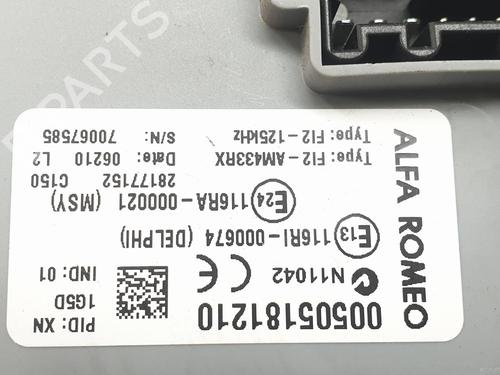 ALFA ROMEO
00505181210
PID: XN
1G5D
IND: 01
N11042
E13 116RI-000674 (DELPHI)
E24 116RA-000021 (MSY)
28177152 C150
Type: FI2-AM433RX Date: 06210 L2
Type: FI2-125kHz S/N: 70067585
B-PARTS